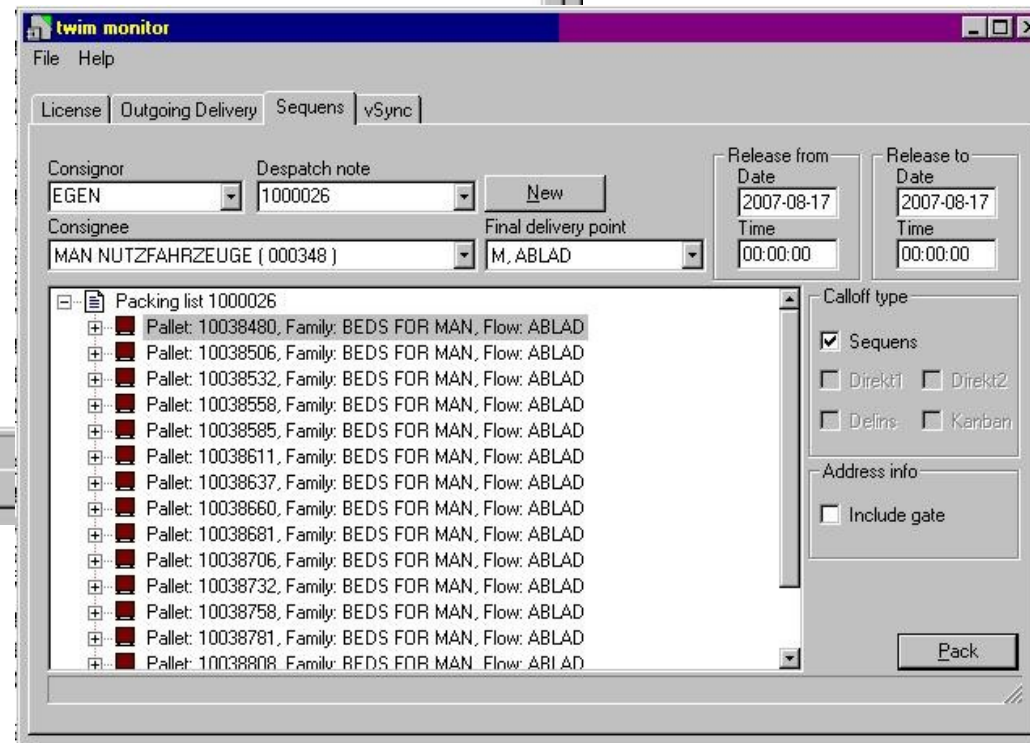 twim monitor
File Help
License Outgoing Delivery Sequens vSync
Consignor Despatch note
EGEN 1000026 New
Consignee Final delivery point
MAN NUTZFAHRZEUGE ( 000348 ) M, ABLAD
Release from Release to
Date Date
2007-08-17 2007-08-17
Time Time
00:00:00 00:00:00
Packing list 1000026
Pallet: 10038480, Family: BEDS FOR MAN, Flow: ABLAD
Pallet: 10038506, Family: BEDS FOR MAN, Flow: ABLAD
Pallet: 10038532, Family: BEDS FOR MAN, Flow: ABLAD
Pallet: 10038558, Family: BEDS FOR MAN, Flow: ABLAD
Pallet: 10038585, Family: BEDS FOR MAN, Flow: ABLAD
Pallet: 10038611, Family: BEDS FOR MAN, Flow: ABLAD
Pallet: 10038637, Family: BEDS FOR MAN, Flow: ABLAD
Pallet: 10038660, Family: BEDS FOR MAN, Flow: ABLAD
Pallet: 10038681, Family: BEDS FOR MAN, Flow: ABLAD
Pallet: 10038706, Family: BEDS FOR MAN, Flow: ABLAD
Pallet: 10038732, Family: BEDS FOR MAN, Flow: ABLAD
Pallet: 10038758, Family: BEDS FOR MAN, Flow: ABLAD
Pallet: 10038781, Family: BEDS FOR MAN, Flow: ABLAD
Pallet: 10038808, Family: BEDS FOR MAN, Flow: ABLAD
Calloff type
Sequens
Direkt1 Direkt2
Delins Kanban
Address info
Include gate
Pack